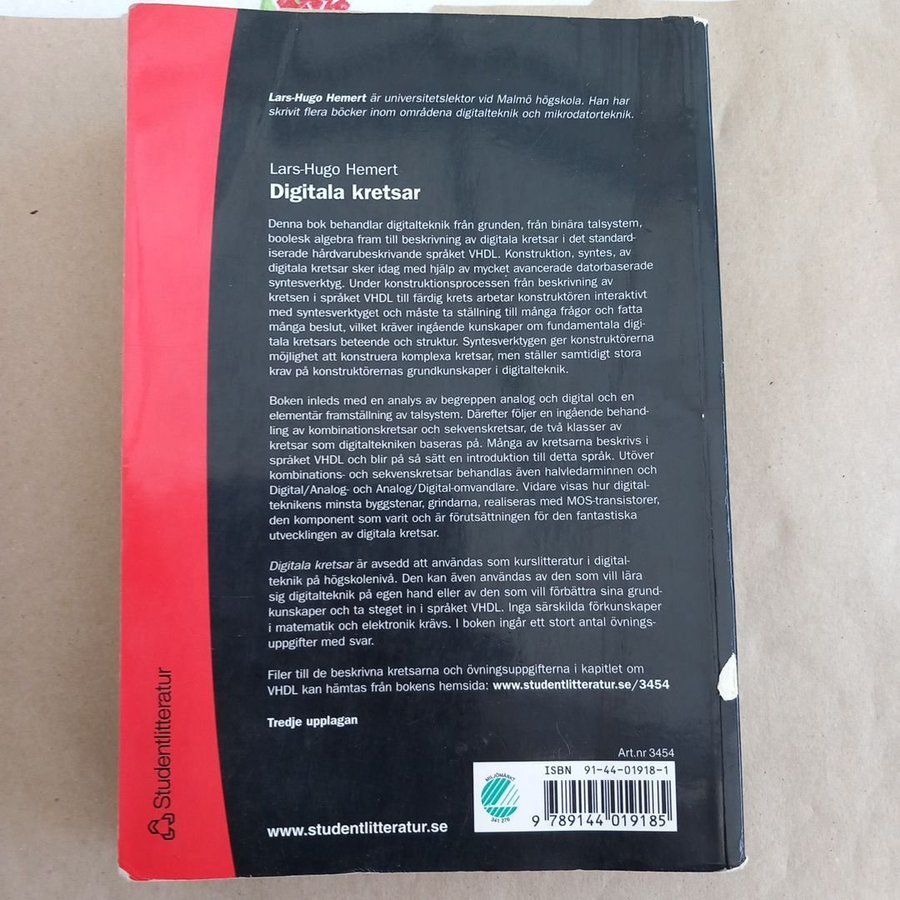 Lars-Hugo Hemert är universitetslektor vid Malmö högskola. Han har
skrivit flera böcker inom områdena digitalteknik och mikrodatorteknik.
Lars-Hugo Hemert
Digitala kretsar
Denna bok behandlar digitalteknik från grunden, från binära talsystem,
boolesk algebra fram till beskrivning av digitala kretsar i det standard-
iserade hårdvarubeskrivande språket VHDL. Konstruktion, syntes, av
digitala kretsar sker idag med hjälp av mycket avancerade datorbaserade
syntesverktyg. Under konstruktionsprocessen från beskrivning av
kretsen i språket VHDL till färdig krets arbetar konstruktören interaktivt
med syntesverktyget och måste ta ställning till många frågor och fatta
många beslut, vilket kräver ingående kunskaper om fundamentala digi-
tala kretsars beteende och struktur. Syntesverktygen ger konstruktörerna
möjlighet att konstruera komplexa kretsar, men ställer samtidigt stora
krav på konstruktörernas grundkunskaper i digitalteknik.
Boken inleds med en analys av begreppen analog och digital och en
elementär framställning av talsystem. Därefter följer en ingående behand-
ling av kombinationskretsar och sekvenskretsar, de två klasser av
kretsar som digitaltekniken baseras på. Många av kretsarna beskrivs i
språket VHDL och blir på så sätt en introduktion till detta språk. Utöver
kombinations- och sekvenskretsar behandlas även halvledarminnen och
Digital/Analog- och Analog/Digital-omvandlare. Vidare visas hur digital-
teknikens minsta byggstenar, grindarna, realiseras med MOS-transistorer,
den komponent som varit och är förutsättningen för den fantastiska
utvecklingen av digitala kretsar.
Digitala kretsar är avsedd att användas som kurslitteratur i digital-
teknik på högskolenivå. Den kan även användas av den som vill lära
sig digitalteknik på egen hand eller av den som vill förbättra sina grund-
kunskaper och ta steget in i språket VHDL. Inga särskilda förkunskaper
i matematik och elektronik krävs. I boken ingår ett stort antal övnings-
uppgifter med svar.
Filer till de beskrivna kretsarna och övningsuppgifterna i kapitlet om
VHDL kan hämtas från bokens hemsida: www.studentlitteratur.se/3454
Tredje upplagan
Studentlitteratur
www.studentlitteratur.se
Art.nr 3454
MILJÖMÄRKT
341 279
ISBN 91-44-01918-1
9 789144 019185